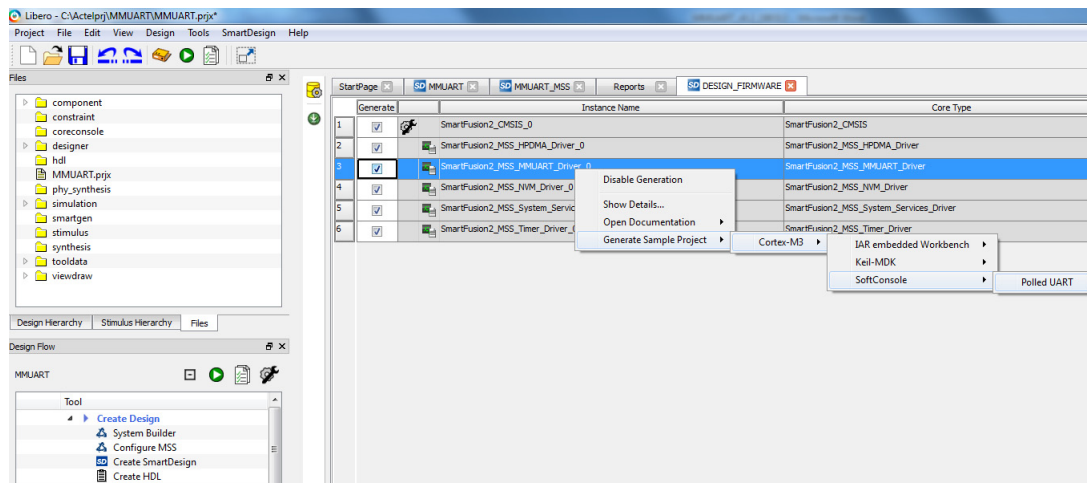 Libero - C:\Actelprj\MMUART\MMUART.prjx*
Project File Edit View Design Tools SmartDesign Help
Files
component
constraint
coreconsole
designer
hdl
MMUART.prjx
phy_synthesis
simulation
smartgen
stimulus
synthesis
tooldata
viewdraw
Design Hierarchy Stimulus Hierarchy Files
Design Flow
MMUART
Tool
Create Design
System Builder
Configure MSS
SD Create SmartDesign
Create HDL
StartPage SD MMUART SD MMUART_MSS Reports SD DESIGN_FIRMWARE
Generate Instance Name Core Type
1 SmartFusion2_CMSIS_0 SmartFusion2_CMSIS
2 SmartFusion2_MSS_HPDMA_Driver_0 SmartFusion2_MSS_HPDMA_Driver
3 SmartFusion2_MSS_MMUART_Driver_0 SmartFusion2_MSS_MMUART_Driver
4 SmartFusion2_MSS_NVM_Driver_0 SmartFusion2_MSS_NVM_Driver
5 SmartFusion2_MSS_System_Servic SmartFusion2_MSS_System_Services_Driver
6 SmartFusion2_MSS_Timer_Driver_ SmartFusion2_MSS_Timer_Driver
Disable Generation
Show Details...
Open Documentation
Generate Sample Project
Cortex-M3
IAR embedded Workbench
Keil-MDK
SoftConsole
Polled UART